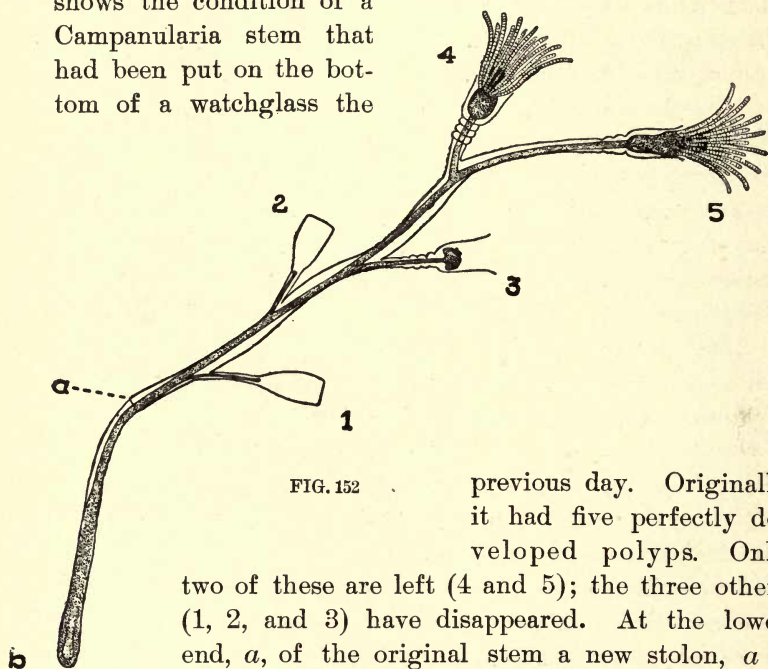 shows the condition of a
Campanularia stem that
had been put on the bot-
tom of a watchglass the
4
5
2
3
a
1
FIG. 152
previous day. Originall
it had five perfectly d
veloped polyps. Onl
two of these are left (4 and 5); the three othe
(1, 2, and 3) have disappeared. At the lowe
b
end, a, of the original stem a new stolon, a